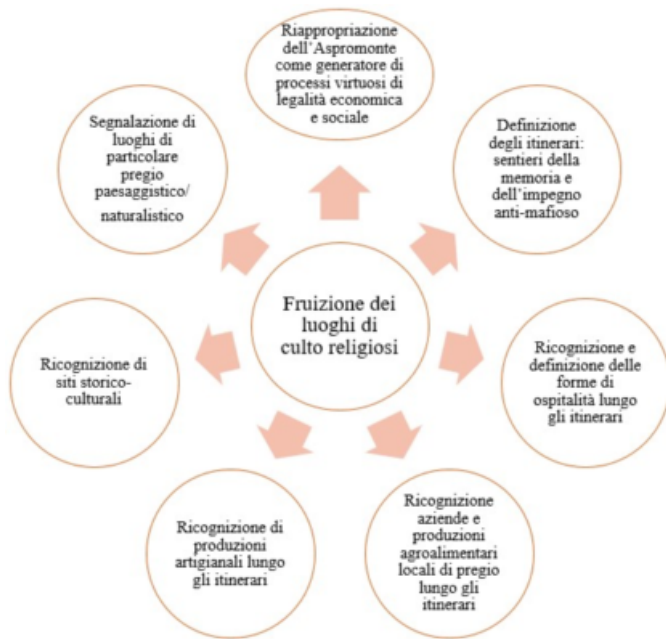 Riappropriazione
dell'Aspromonte
come generatore di
processi virtuosi di
legalità economica
e sociale
Definizione
degli itinerari:
sentieri della
memoria e
dell'impegno
anti-mafioso
Ricognizione e
definizione delle
forme di
ospitalità lungo
gli itinerari
Ricognizione
aziende e
produzioni
agroalimentari
locali di pregio
lungo gli
itinerari
Ricognizione di
produzioni
artigianali lungo
gli itinerari
Ricognizione di
siti storico-
culturali
Segnalazione di
luoghi di
particolare
pregio
paesaggistico/
naturalistico
Fruizione dei
luoghi di
culto religiosi